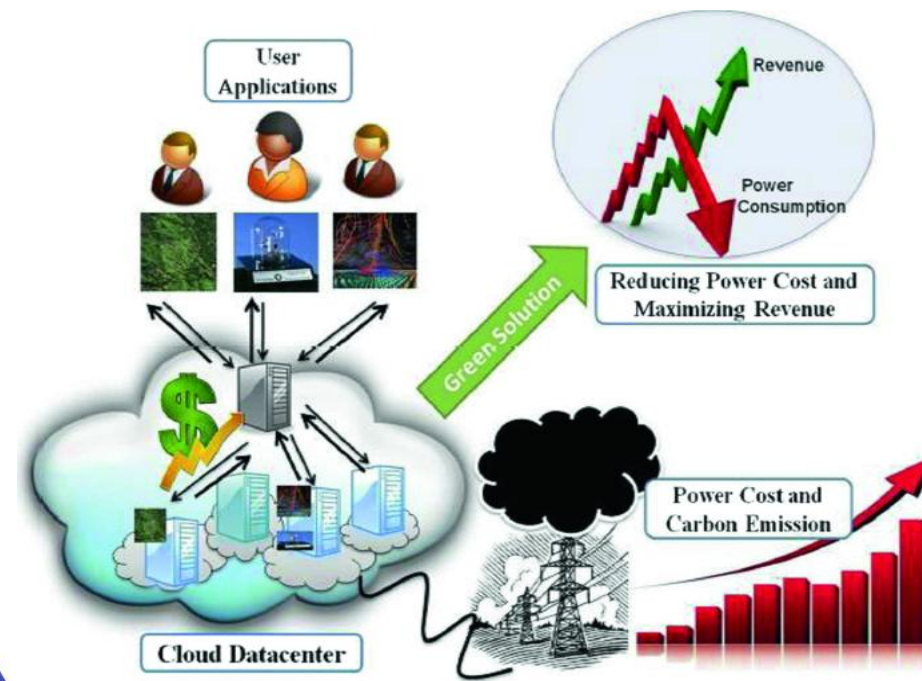 User
Applications
Revenue
Power
Consumption
Reducing Power Cost and
Maximizing Revenue
Green Solution
$
Power Cost and
Carbon Emission
Cloud Datacenter